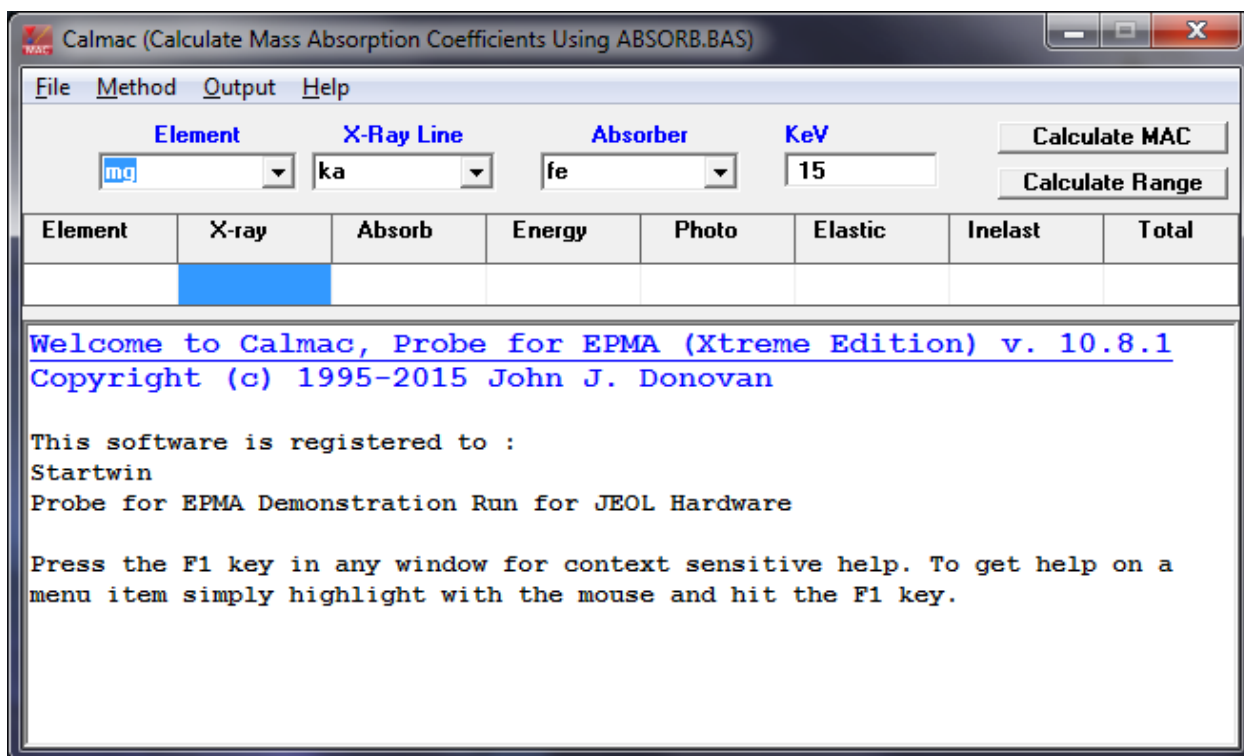 MAC
Calmac (Calculate Mass Absorption Coefficients Using ABSORB.BAS)
File Method Output Help
Element X-Ray Line Absorber KeV Calculate MAC
mg ka fe 15
Calculate Range
Element X-ray Absorb Energy Photo Elastic Inelast Total
Welcome to Calmac, Probe for EPMA (Xtreme Edition) v. 10.8.1
Copyright (c) 1995-2015 John J. Donovan
This software is registered to :
Startwin
Probe for EPMA Demonstration Run for JEOL Hardware
Press the F1 key in any window for context sensitive help. To get help on a
menu item simply highlight with the mouse and hit the F1 key.